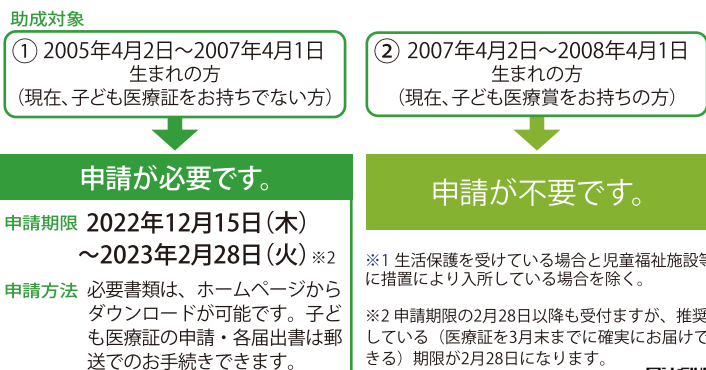 助成対象
① 2005年4月2日～2007年4月1日
生まれの方
（現在、子ども医療証をお持ちでない方）
申請が必要です。
申請期限 2022年12月15日（木）
～2023年2月28日（火）※2
申請方法 必要書類は、ホームページから
ダウンロードが可能です。子ど
も医療証の申請・各届出書は郵
送でのお手続きできます。
② 2007年4月2日～2008年4月1日
生まれの方
（現在、子ども医療賞をお持ちの方）
申請が不要です。
※1 生活保護を受けている場合と児童福祉施設等
に措置により入所している場合を除く。
※2 申請期限の2月28日以降も受付ますが、推奨
している（医療証を3月末までに確実にお届けで
きる）期限が2月28日になります。